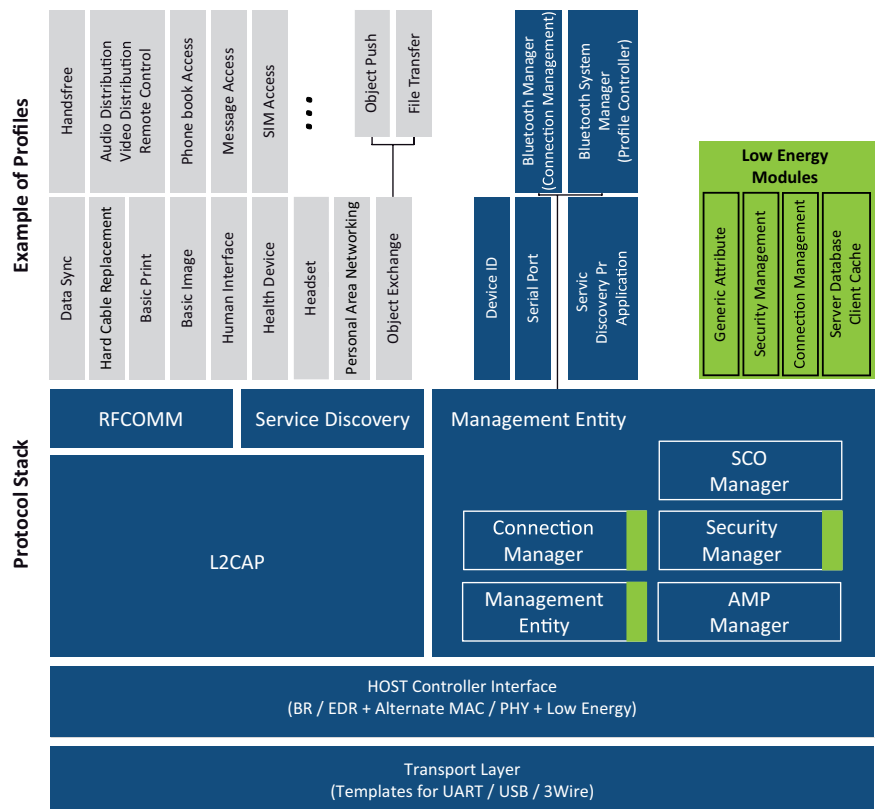 Example of Profiles
Handsfree
Audio Distribution
Video Distribution
Remote Control
Phone book Access
Message Access
SIM Access
...
Object Push
File Transfer
Bluetooth Manager
(Connection Management)
Bluetooth System
Manager
(Profile Controller)
Data Sync
Hard Cable Replacement
Basic Print
Basic Image
Human Interface
Health Device
Headset
Personal Area Networking
Object Exchange
Device ID
Serial Port
Servic
Discovery Pr
Application
Low Energy
Modules
Generic Attribute
Security Management
Connection Management
Server Database
Client Cache
Protocol Stack
RFCOMM
Service Discovery
Management Entity
L2CAP
SCO
Manager
Connection
Manager
Security
Manager
Management
Entity
AMP
Manager
HOST Controller Interface
(BR / EDR + Alternate MAC / PHY + Low Energy)
Transport Layer
(Templates for UART / USB / 3Wire)